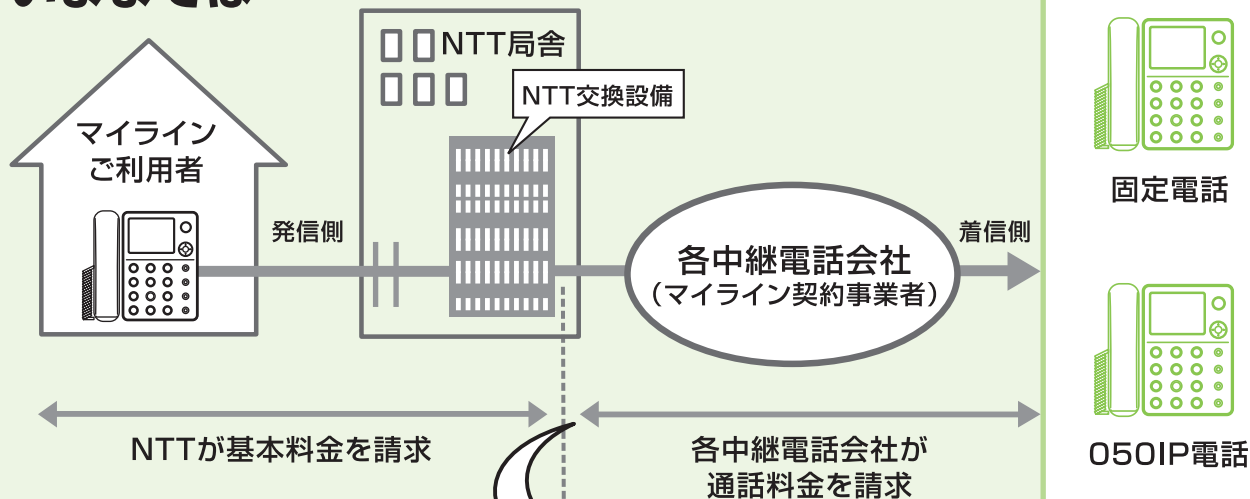 いままでは
NTT局舎
NTT交換設備
マイライン
ご利用者
発信側
各中継電話会社
（マイライン契約事業者）
着信側
固定電話
NTTが基本料金を請求
各中継電話会社が
通話料金を請求
050IP電話